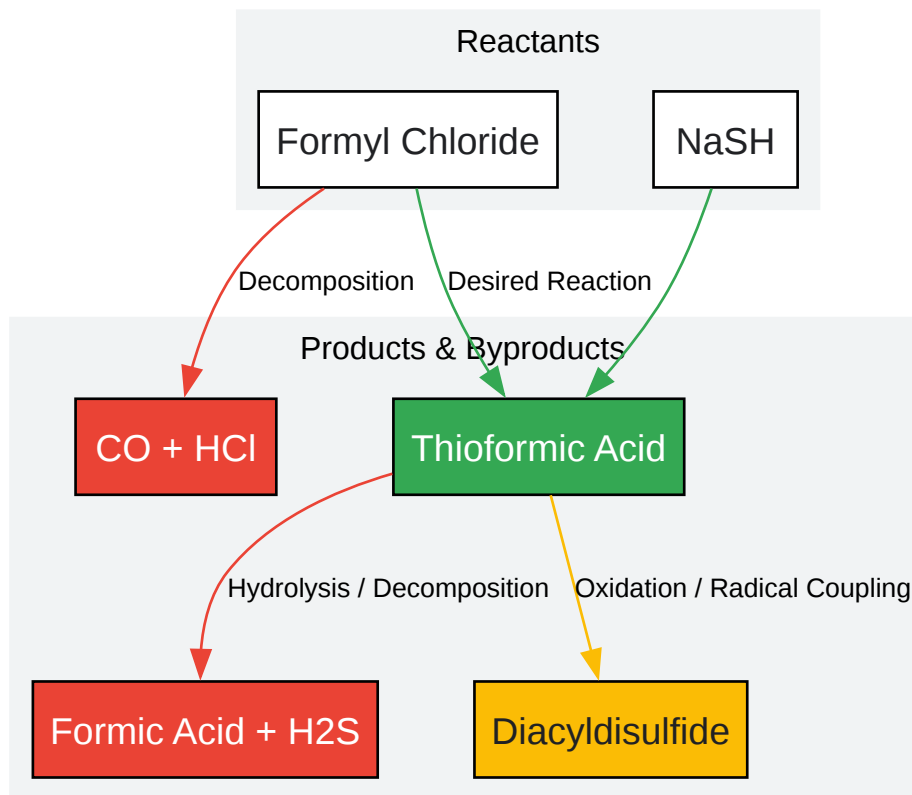 Reactants
Formyl Chloride
NaSH
Decomposition
Desired Reaction
Products & Byproducts
CO + HCl
Thioformic Acid
Hydrolysis / Decomposition
Oxidation / Radical Coupling
Formic Acid + H2S
Diacyldisulfide